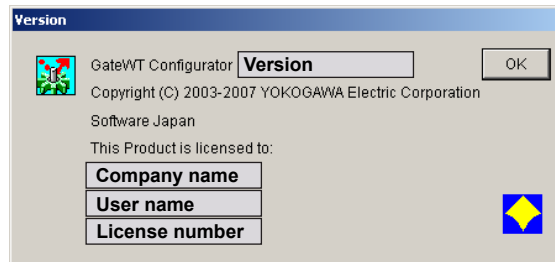 Version
GateWT Configurator Version
OK
Copyright (C) 2003-2007 YOKOGAWA Electric Corporation
Software Japan
This Product is licensed to:
Company name
User name
License number